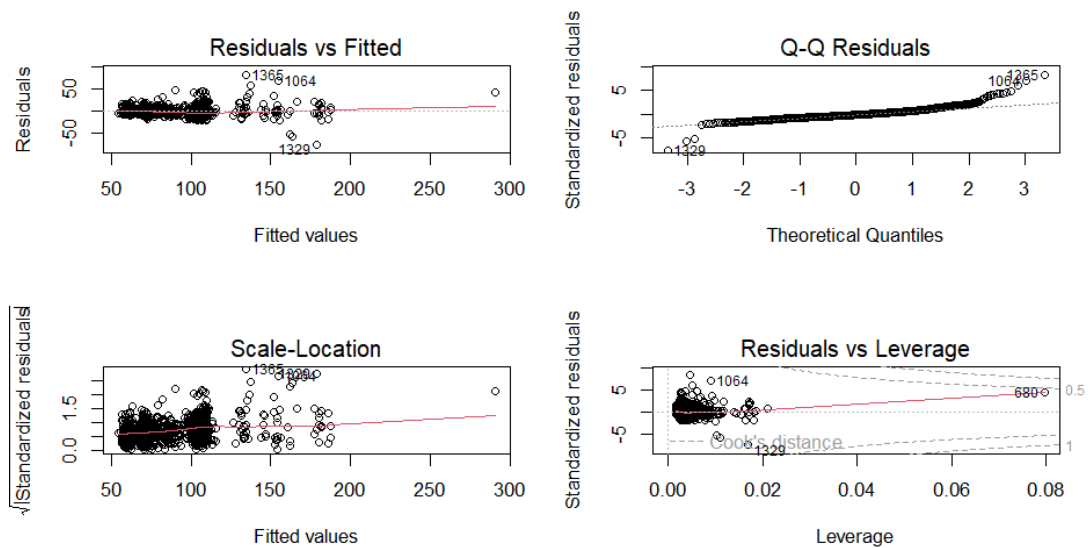 Residuals vs Fitted
Residuals
50
0
-50
1365
1064
1329
50 100 150 200 250 300
Fitted values
Q-Q Residuals
Standardized residuals
5
-5
1365
1064
1329
-3 -2 -1 0 1 2 3
Theoretical Quantiles
Scale-Location
√|Standardized residuals|
1.5
0.0
1365
50 100 150 200 250 300
Fitted values
Residuals vs Leverage
Standardized residuals
5
-5
1064
680
1329
Cook's distance
0.5
1
0.00 0.02 0.04 0.06 0.08
Leverage